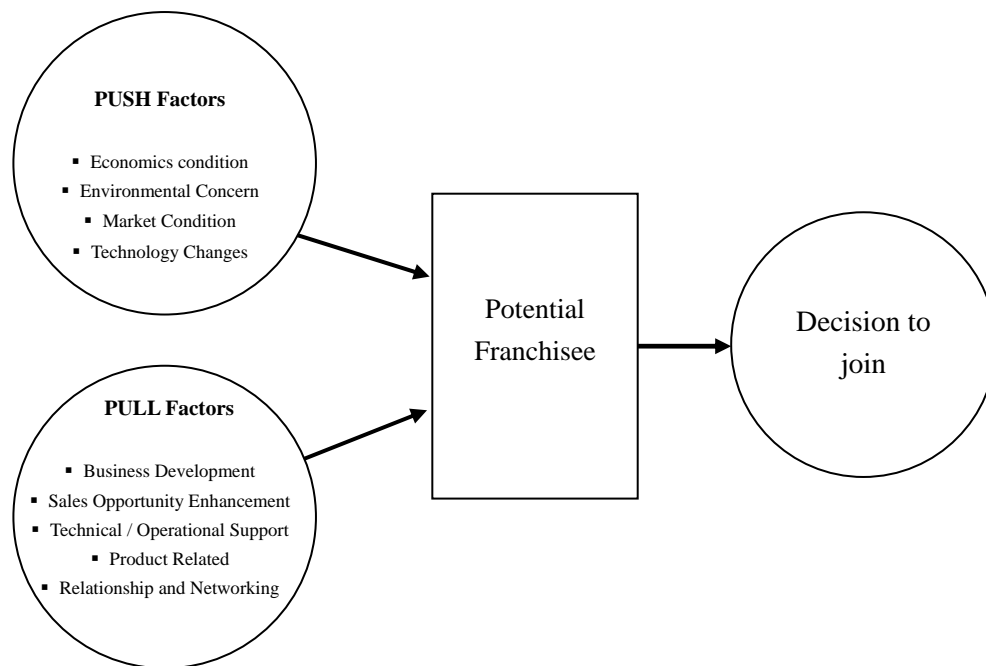 PUSH Factors
▪ Economics condition
▪ Environmental Concern
▪ Market Condition
▪ Technology Changes
PULL Factors
▪ Business Development
▪ Sales Opportunity Enhancement
▪ Technical / Operational Support
▪ Product Related
▪ Relationship and Networking
Potential
Franchisee
Decision to
join